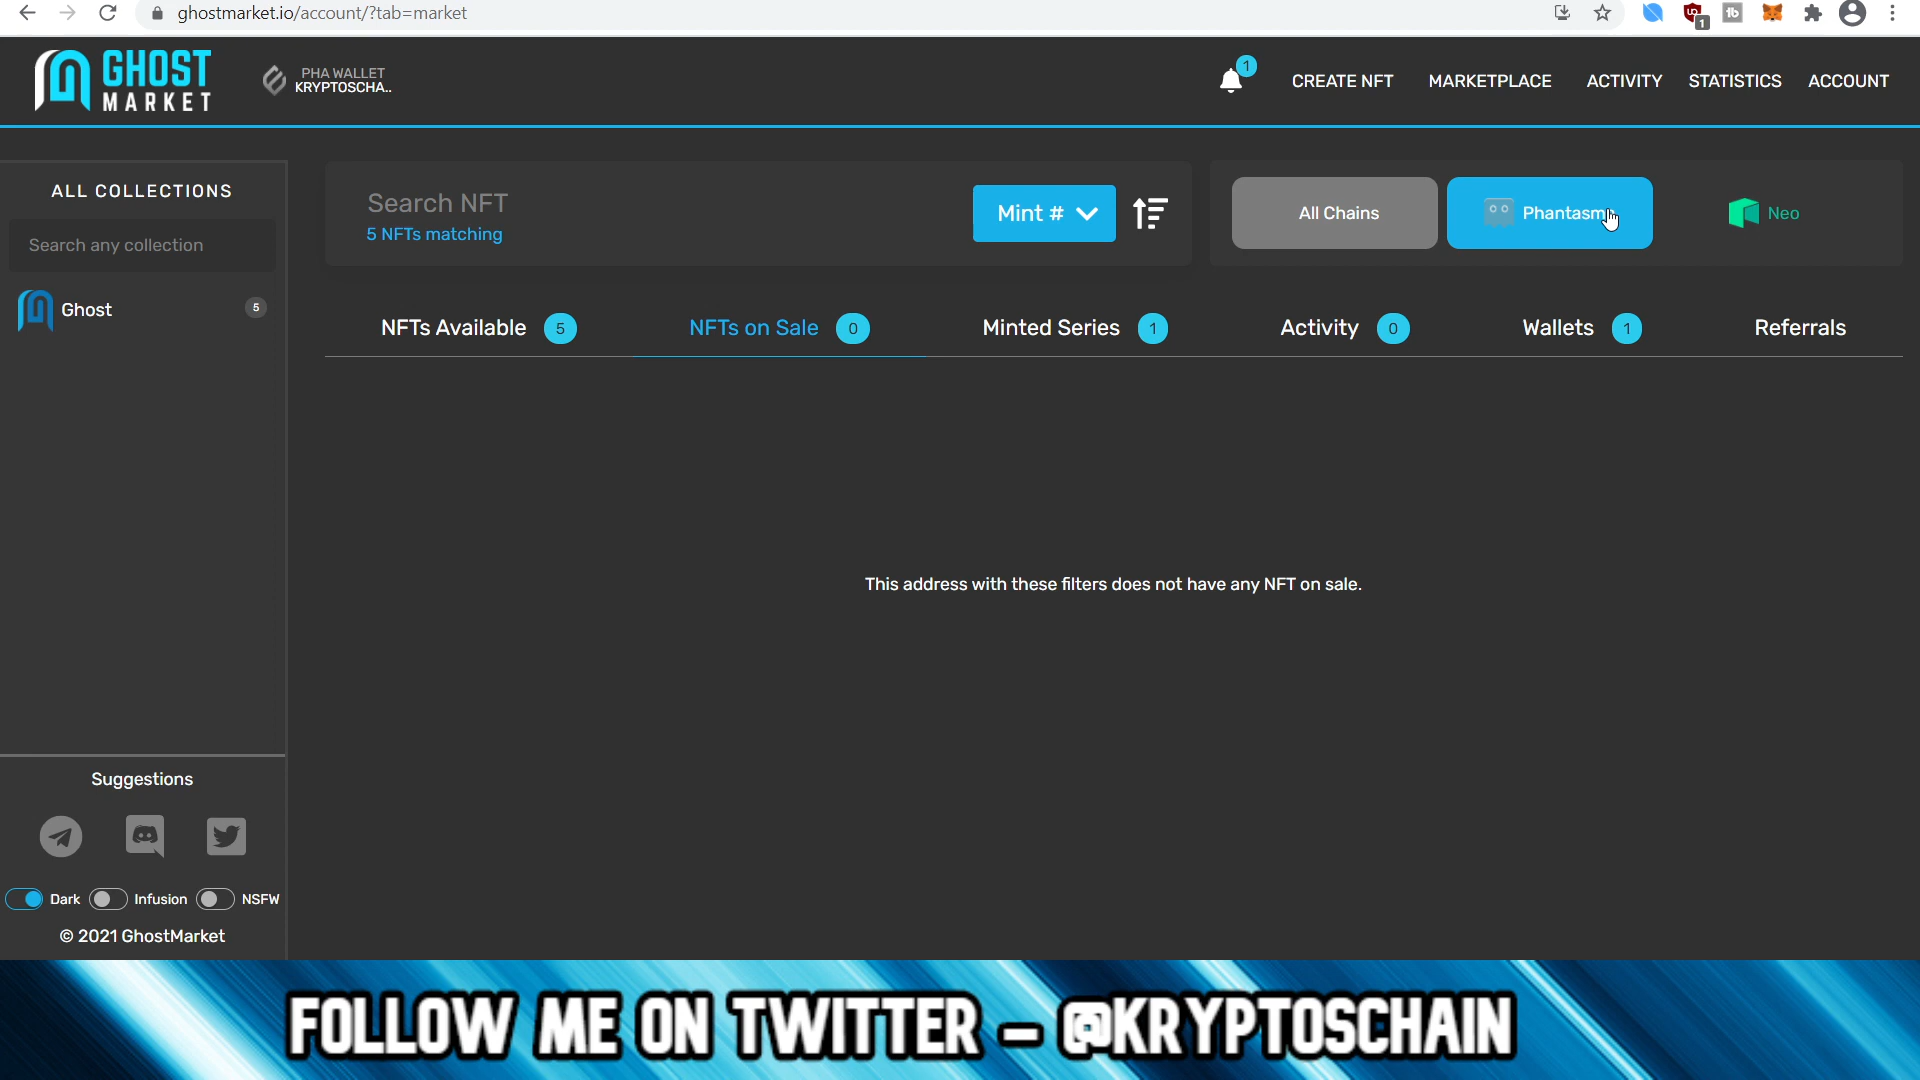 ghostmarket.io/account/?tab=market
1
GHOST
MARKET
PHA WALLET
KRYPTOSCHA..
1
CREATE NFT
MARKETPLACE
ACTIVITY
STATISTICS
ACCOUNT
ALL COLLECTIONS
Search any collection
Ghost
5
Search NFT
5 NFTs matching
Mint #
All Chains
Phantasma
Neo
NFTs Available 5
NFTs on Sale 0
Minted Series 1
Activity 0
Wallets 1
Referrals
This address with these filters does not have any NFT on sale.
Suggestions
Dark
Infusion
NSFW
© 2021 GhostMarket
FOLLOW ME ON TWITTER – @KRYPTOSCHAIN